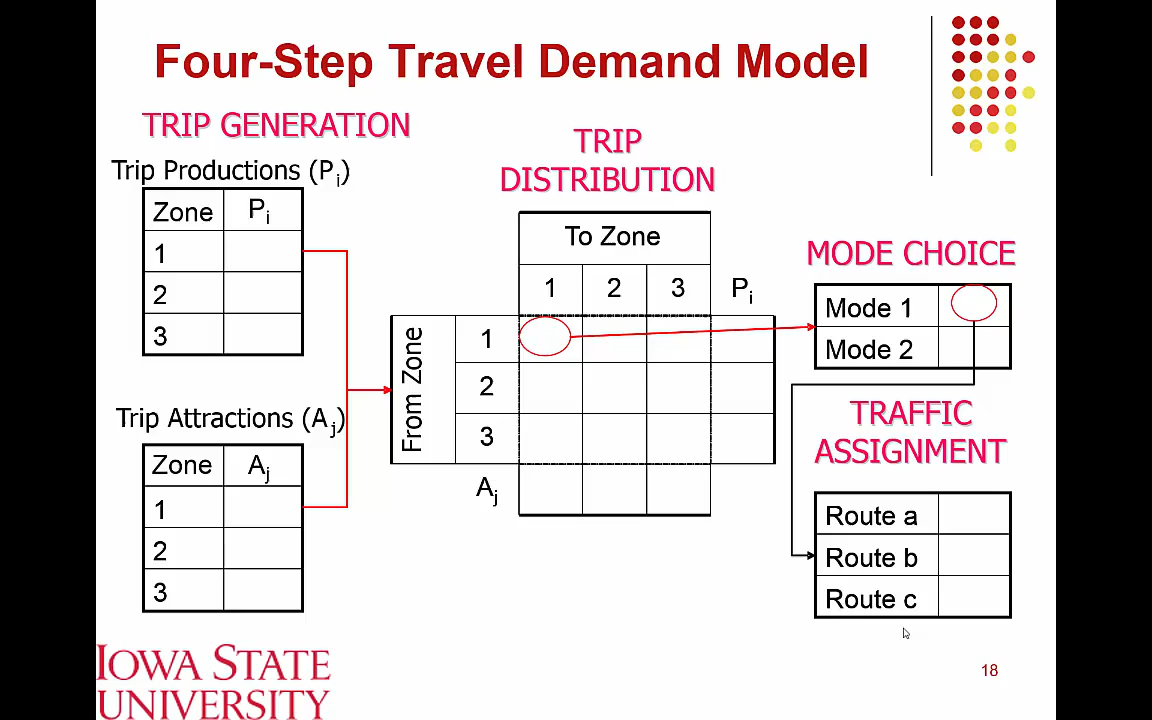 Four-Step Travel Demand Model
TRIP GENERATION
Trip Productions (Pi)
Zone Pi
1
2
3
Trip Attractions (Aj)
Zone Aj
1
2
3
TRIP
DISTRIBUTION
To Zone
1 2 3 Pi
From Zone
1
2
3
Aj
MODE CHOICE
Mode 1
Mode 2
TRAFFIC
ASSIGNMENT
Route a
Route b
Route c
IOWA STATE
UNIVERSITY
18